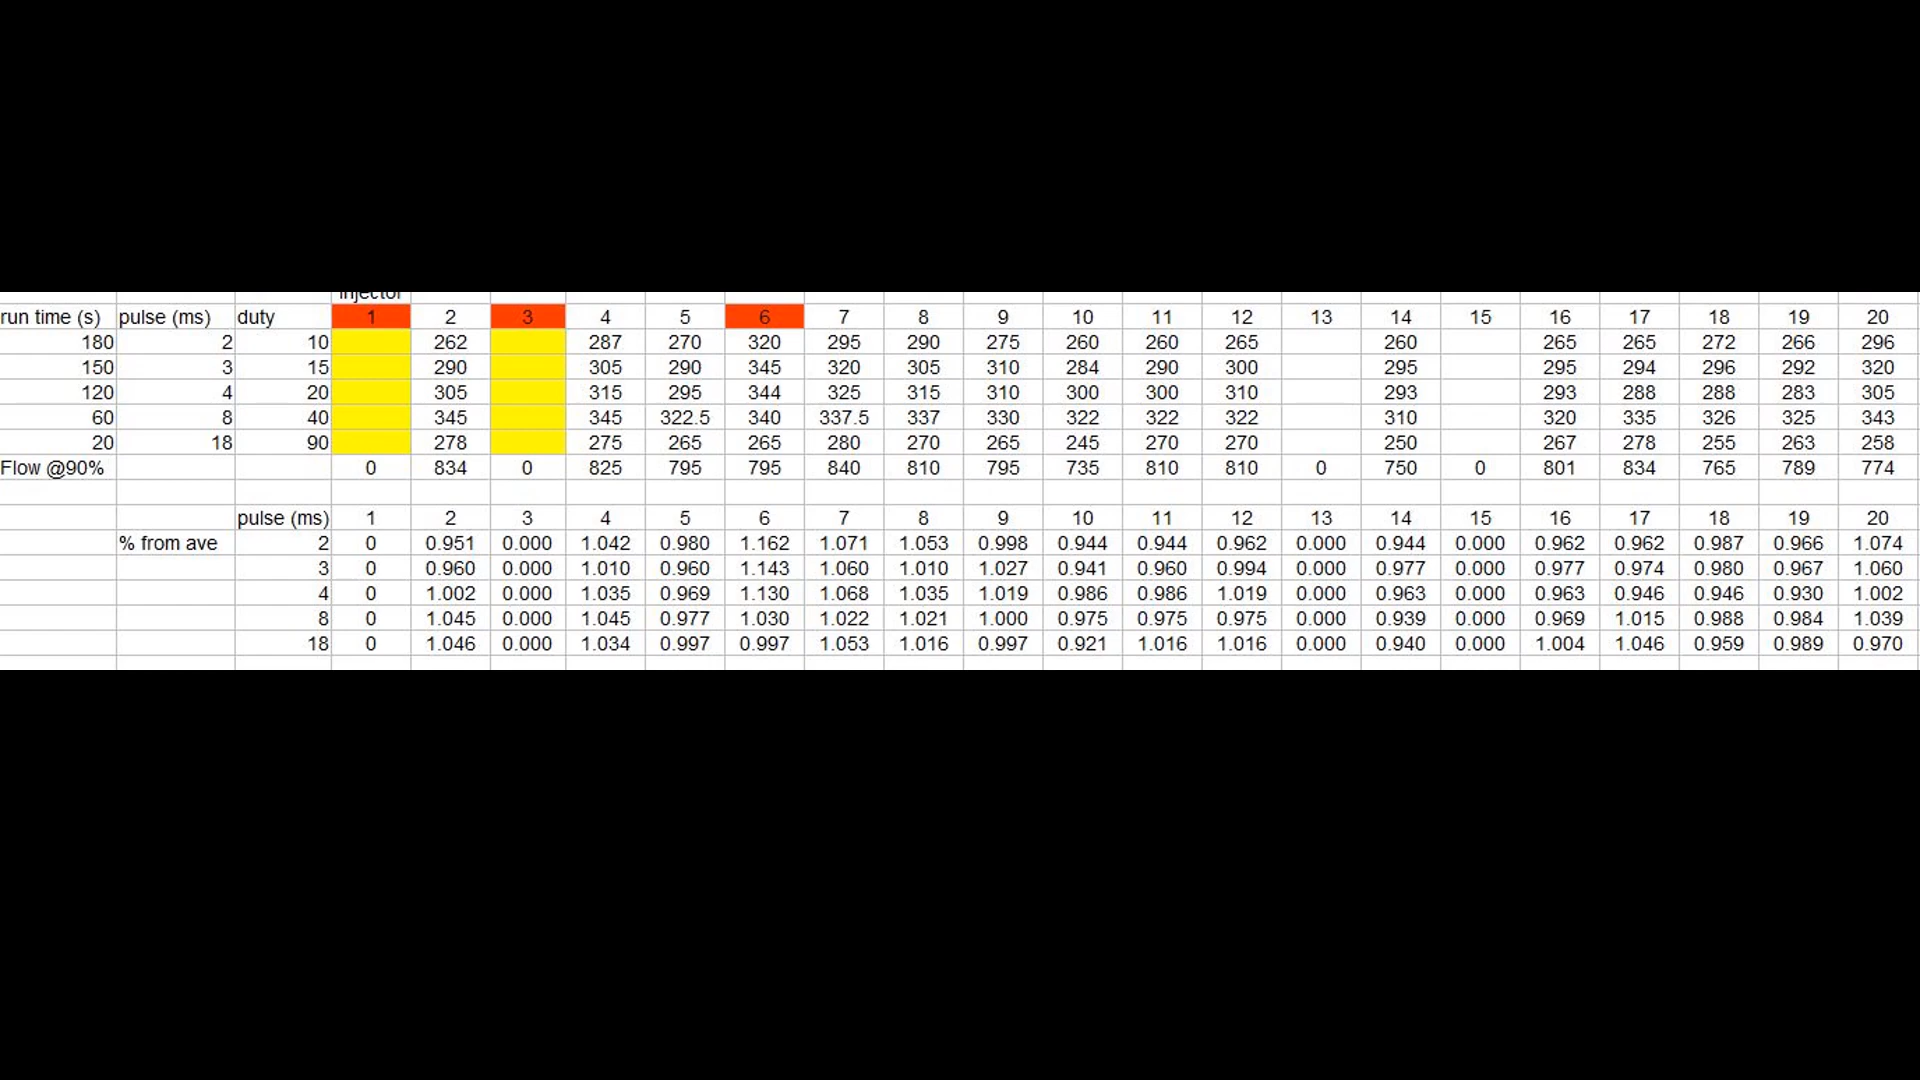 injector
run time (s) pulse (ms) duty 1 2 3 4 5 6 7 8 9 10 11 12 13 14 15 16 17 18 19 20
180 2 10 262 287 270 320 295 290 275 260 260 265 260 265 265 272 266 296
150 3 15 290 305 290 345 320 305 310 284 290 300 295 295 294 296 292 320
120 4 20 305 315 295 344 325 315 310 300 300 310 293 293 288 288 283 305
60 8 40 345 345 322.5 340 337.5 337 330 322 322 322 310 320 335 326 325 343
20 18 90 278 275 265 265 280 270 265 245 270 270 250 267 278 255 263 258
Flow @90% 0 834 0 825 795 795 840 810 795 735 810 810 0 750 0 801 834 765 789 774
pulse (ms) 1 2 3 4 5 6 7 8 9 10 11 12 13 14 15 16 17 18 19 20
% from ave 2 0 0.951 0.000 1.042 0.980 1.162 1.071 1.053 0.998 0.944 0.944 0.962 0.000 0.944 0.000 0.962 0.962 0.987 0.966 1.074
3 0 0.960 0.000 1.010 0.960 1.143 1.060 1.010 1.027 0.941 0.960 0.994 0.000 0.977 0.000 0.977 0.974 0.980 0.967 1.060
4 0 1.002 0.000 1.035 0.969 1.130 1.068 1.035 1.019 0.986 0.986 1.019 0.000 0.963 0.000 0.963 0.946 0.946 0.930 1.002
8 0 1.045 0.000 1.045 0.977 1.030 1.022 1.021 1.000 0.975 0.975 0.975 0.000 0.939 0.000 0.969 1.015 0.988 0.984 1.039
18 0 1.046 0.000 1.034 0.997 0.997 1.053 1.016 0.997 0.921 1.016 1.016 0.000 0.940 0.000 1.004 1.046 0.959 0.989 0.970